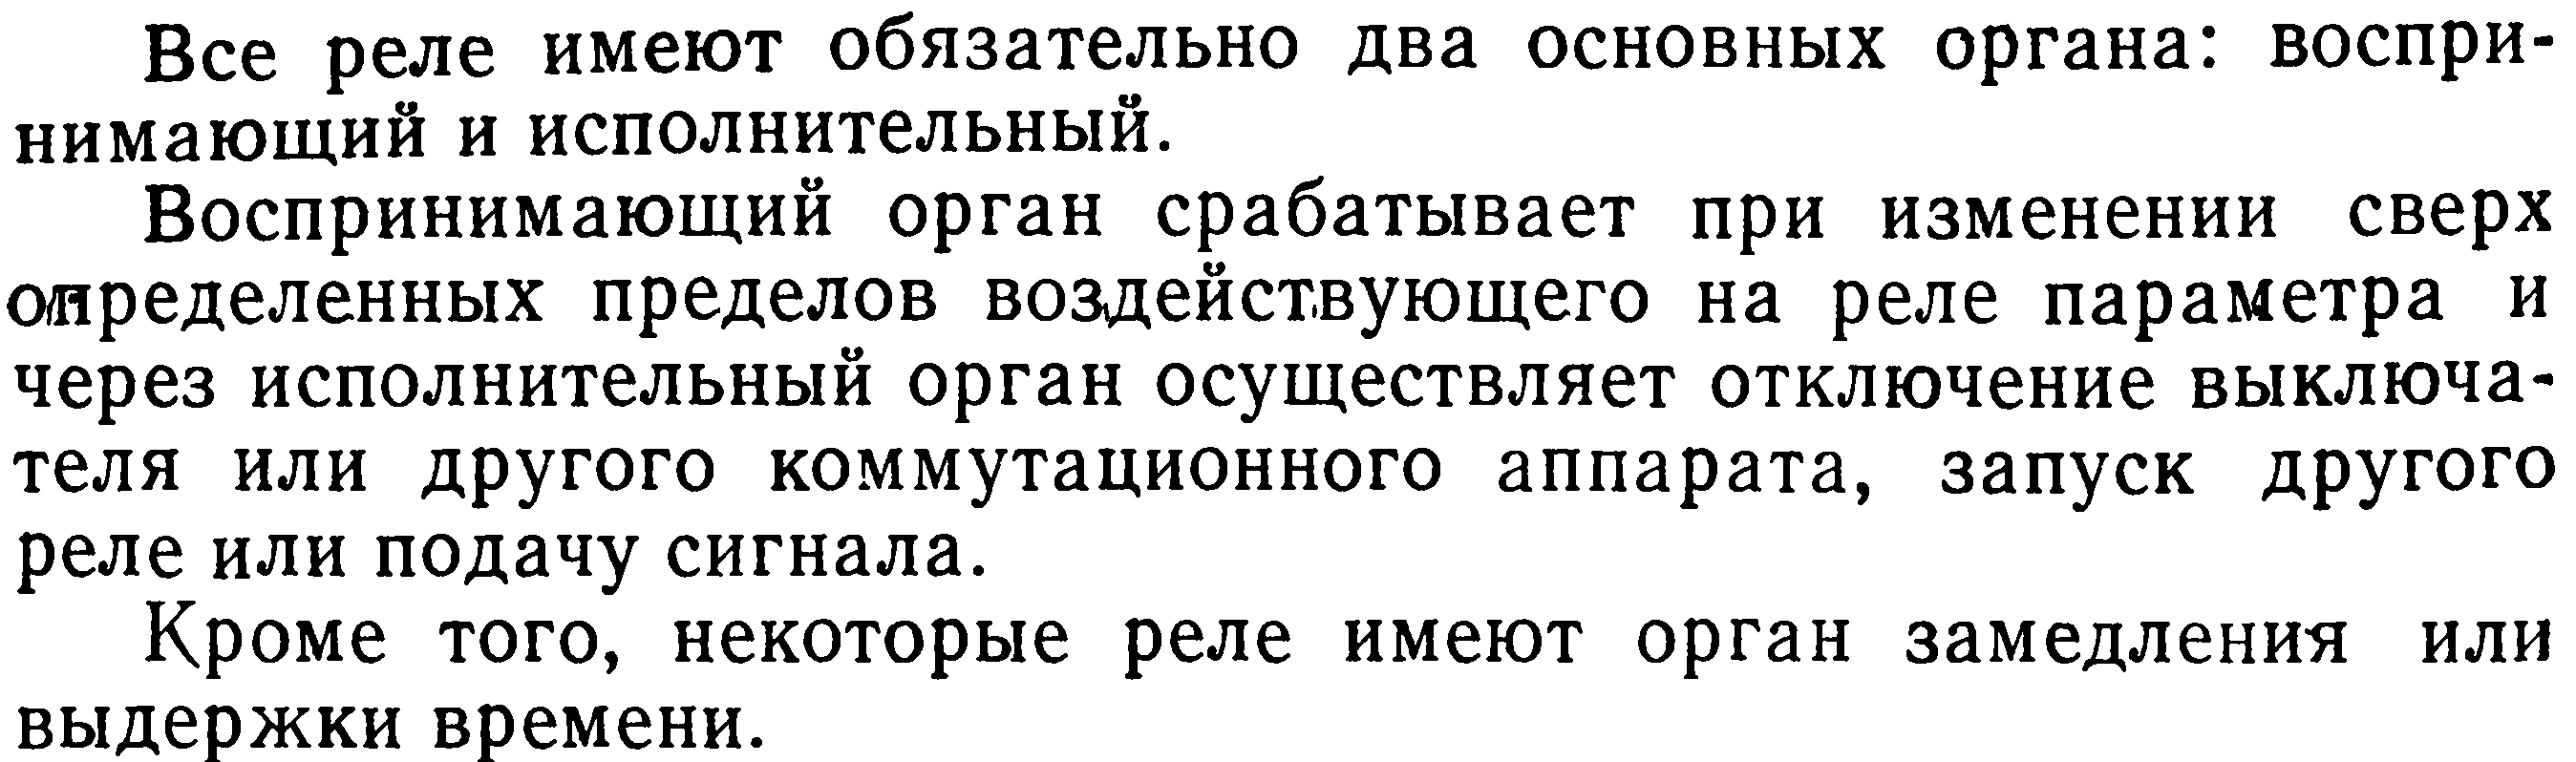 Все реле имеют обязательно два основных органа: воспри-
нимающий и исполнительный.
Воспринимающий орган срабатывает при изменении сверх
определенных пределов воздействующего на реле параметра и
через исполнительный орган осуществляет отключение выключа-
теля или другого коммутационного аппарата, запуск другого
реле или подачу сигнала.
Кроме того, некоторые реле имеют орган замедления или
выдержки времени.